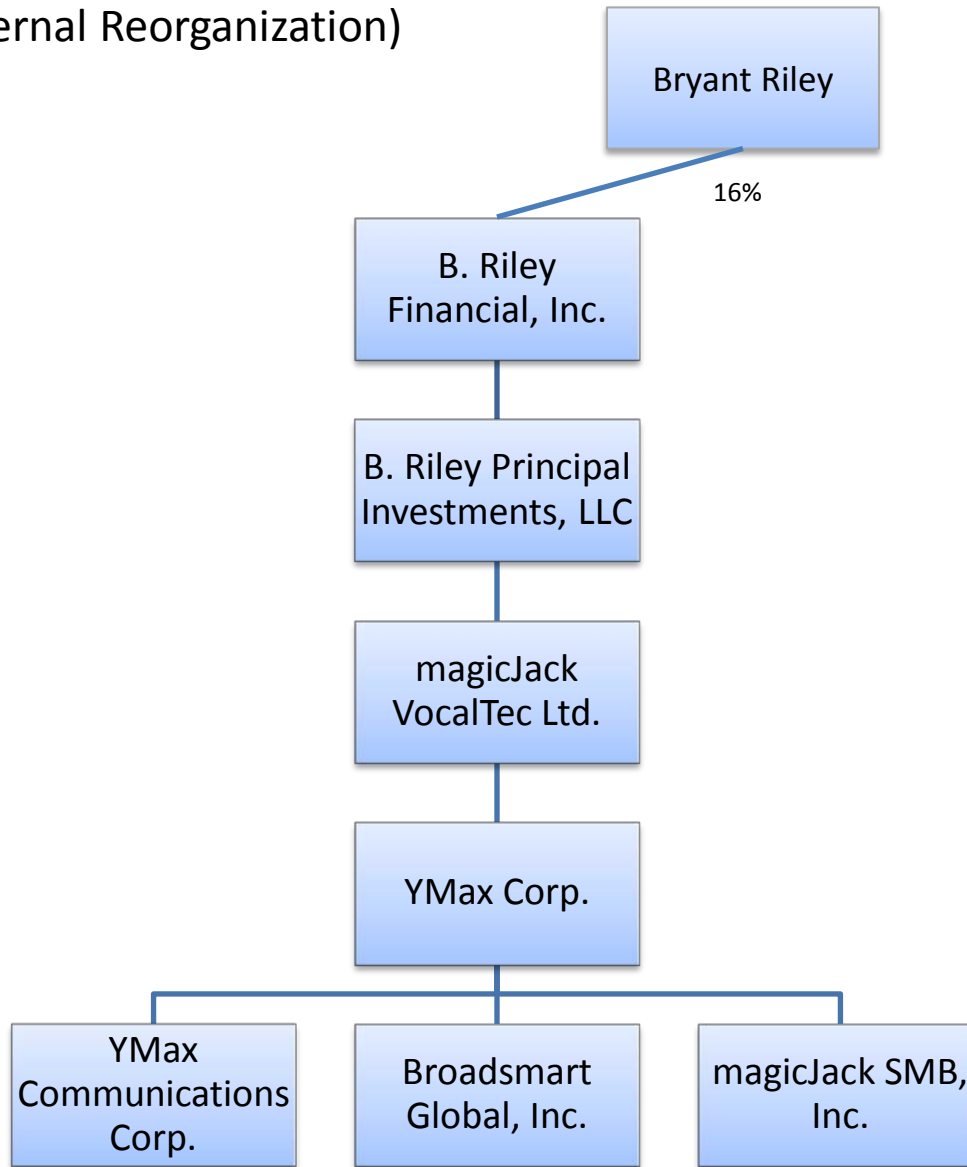 ernal Reorganization)
Bryant Riley
16%
B. Riley
Financial, Inc.
B. Riley Principal
Investments, LLC
magicJack
VocalTec Ltd.
YMax Corp.
YMax
Communications
Corp.
Broadsmart
Global, Inc.
magicJack SMB,
Inc.